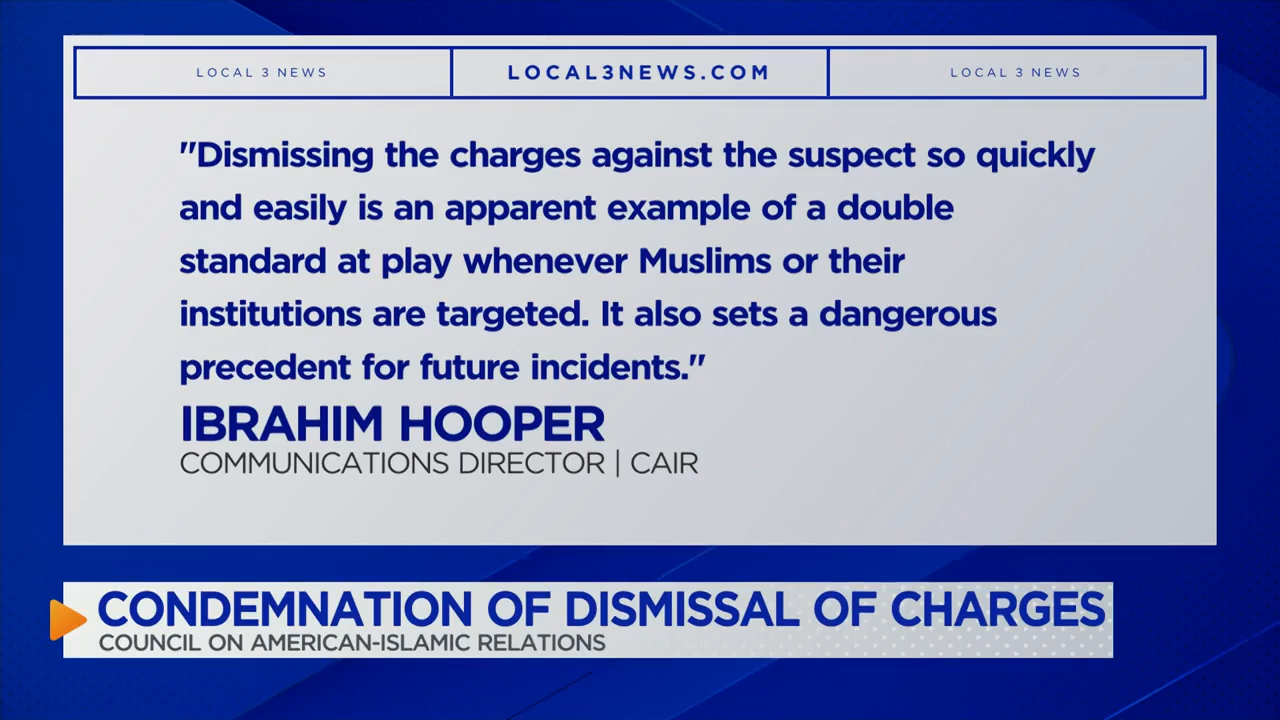 LOCAL 3 NEWS
LOCAL3NEWS.COM
LOCAL 3 NEWS
"Dismissing the charges against the suspect so quickly
and easily is an apparent example of a double
standard at play whenever Muslims or their
institutions are targeted. It also sets a dangerous
precedent for future incidents."
IBRAHIM HOOPER
COMMUNICATIONS DIRECTOR | CAIR
CONDEMNATION OF DISMISSAL OF CHARGES
COUNCIL ON AMERICAN-ISLAMIC RELATIONS